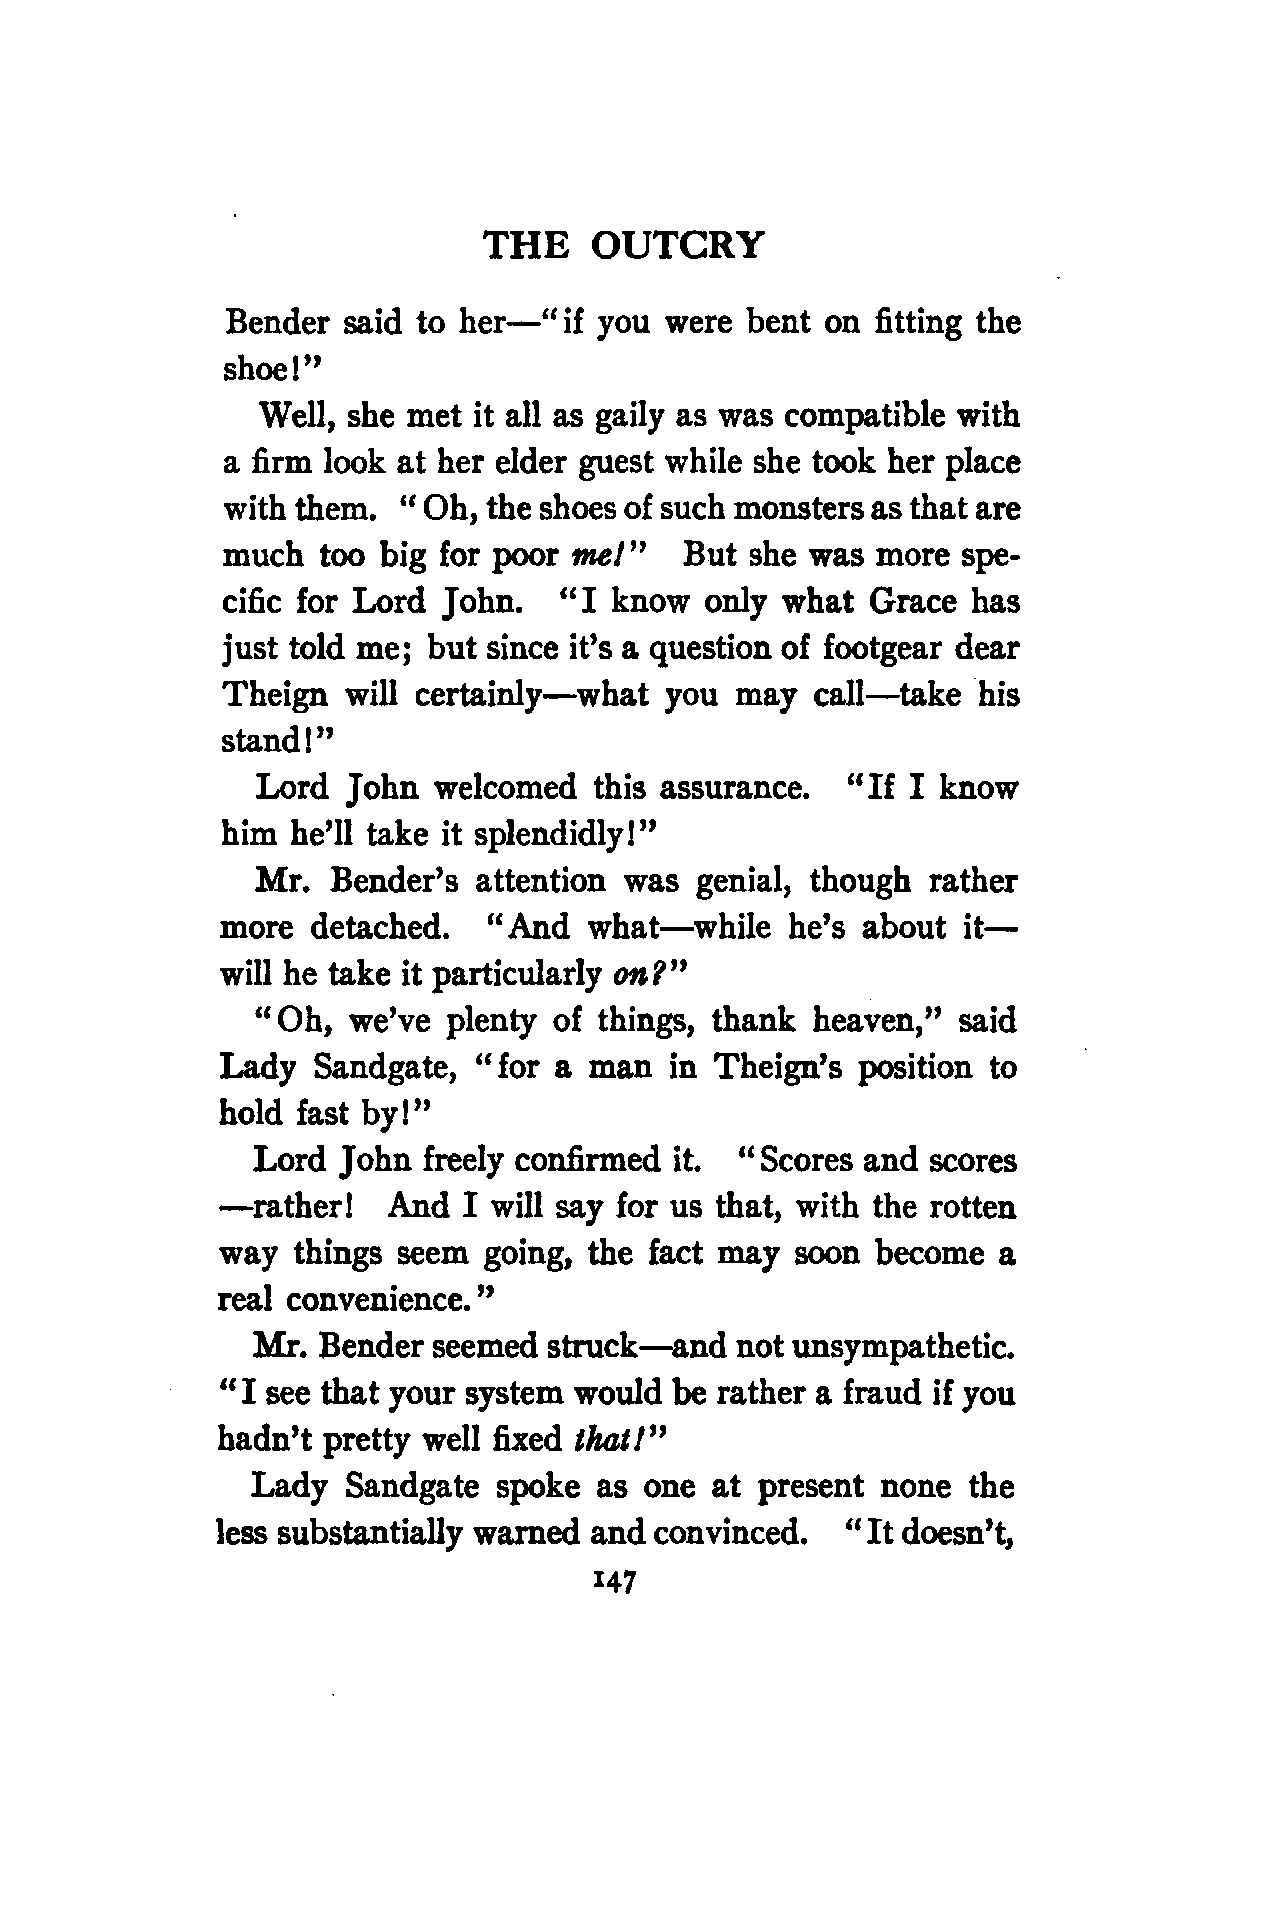 THE OUTCRY
Bender said to her—“if you were bent on fitting the
shoe!”
Well, she met it all as gaily as was compatible with
a firm look at her elder guest while she took her place
with them. “Oh, the shoes of such monsters as that are
much too big for poor me!” But she was more spe-
cific for Lord John. “I know only what Grace has
just told me; but since it’s a question of footgear dear
Theign will certainly—what you may call—take his
stand!”
Lord John welcomed this assurance. “If I know
him he’ll take it splendidly!”
Mr. Bender’s attention was genial, though rather
more detached. “And what—while he’s about it—
will he take it particularly on?”
“Oh, we’ve plenty of things, thank heaven,” said
Lady Sandgate, “for a man in Theign’s position to
hold fast by!”
Lord John freely confirmed it. “Scores and scores
—rather! And I will say for us that, with the rotten
way things seem going, the fact may soon become a
real convenience.”
Mr. Bender seemed struck—and not unsympathetic.
“I see that your system would be rather a fraud if you
hadn’t pretty well fixed that!”
Lady Sandgate spoke as one at present none the
less substantially warned and convinced. “It doesn’t,
147